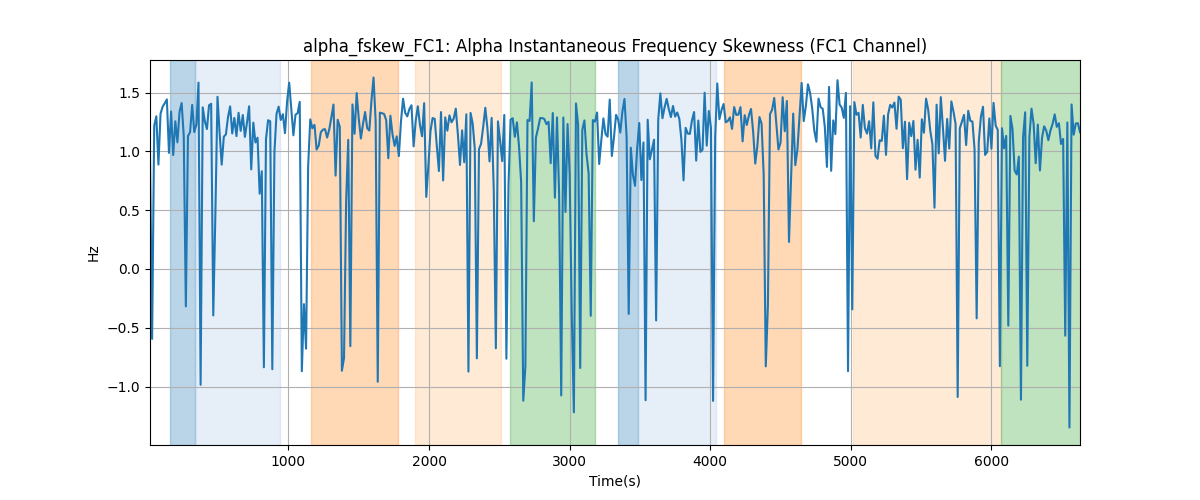 alpha_fskew_FC1: Alpha Instantaneous Frequency Skewness (FC1 Channel)
Hz
1.5
1.0
0.5
0.0
−0.5
−1.0
1000 2000 3000 4000 5000 6000
Time(s)